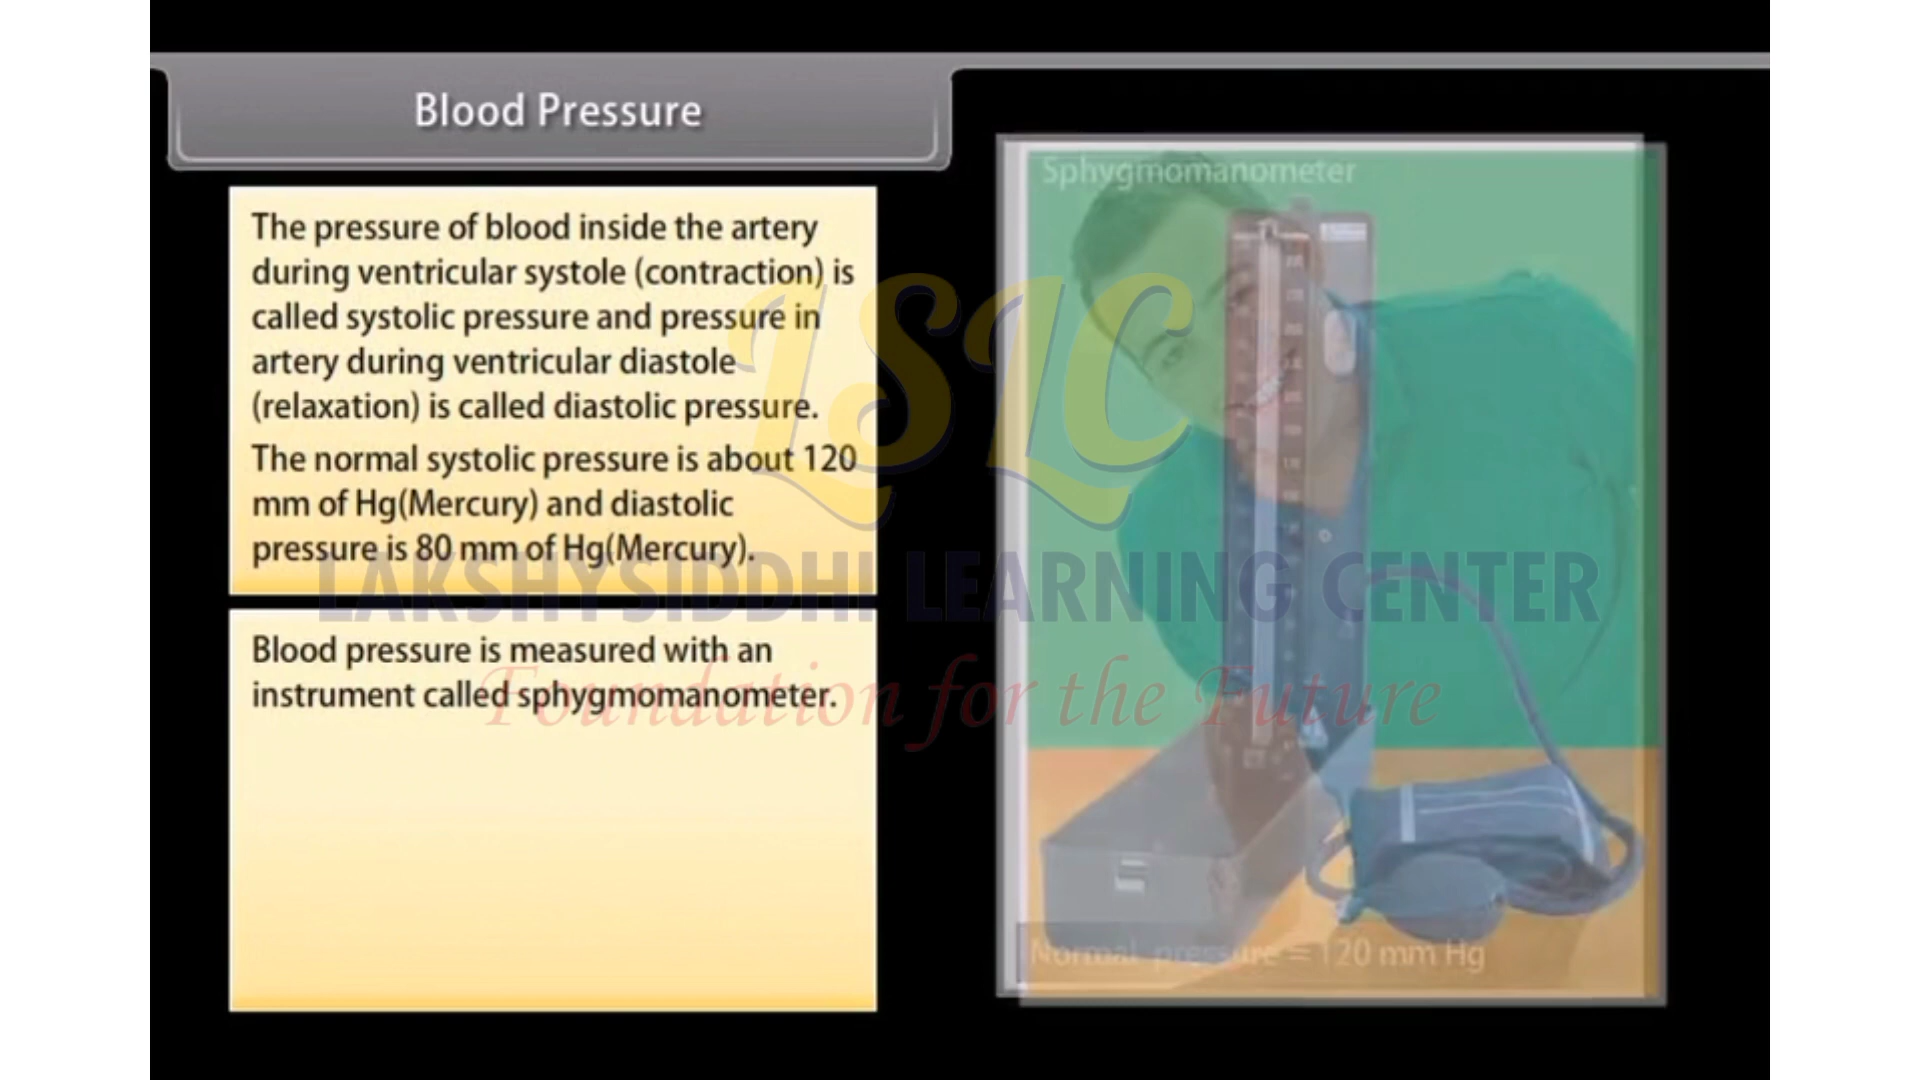 Blood Pressure
The pressure of blood inside the artery
during ventricular systole (contraction) is
called systolic pressure and pressure in
artery during ventricular diastole
(relaxation) is called diastolic pressure.
The normal systolic pressure is about 120
mm of Hg(Mercury) and diastolic
pressure is 80 mm of Hg(Mercury).
Blood pressure is measured with an
instrument called sphygmomanometer.
Sphygmomanometer
Normal pressure = 120 mm Hg
LSLC
LAKSHYSIDDHI LEARNING CENTER
Foundation for the Future